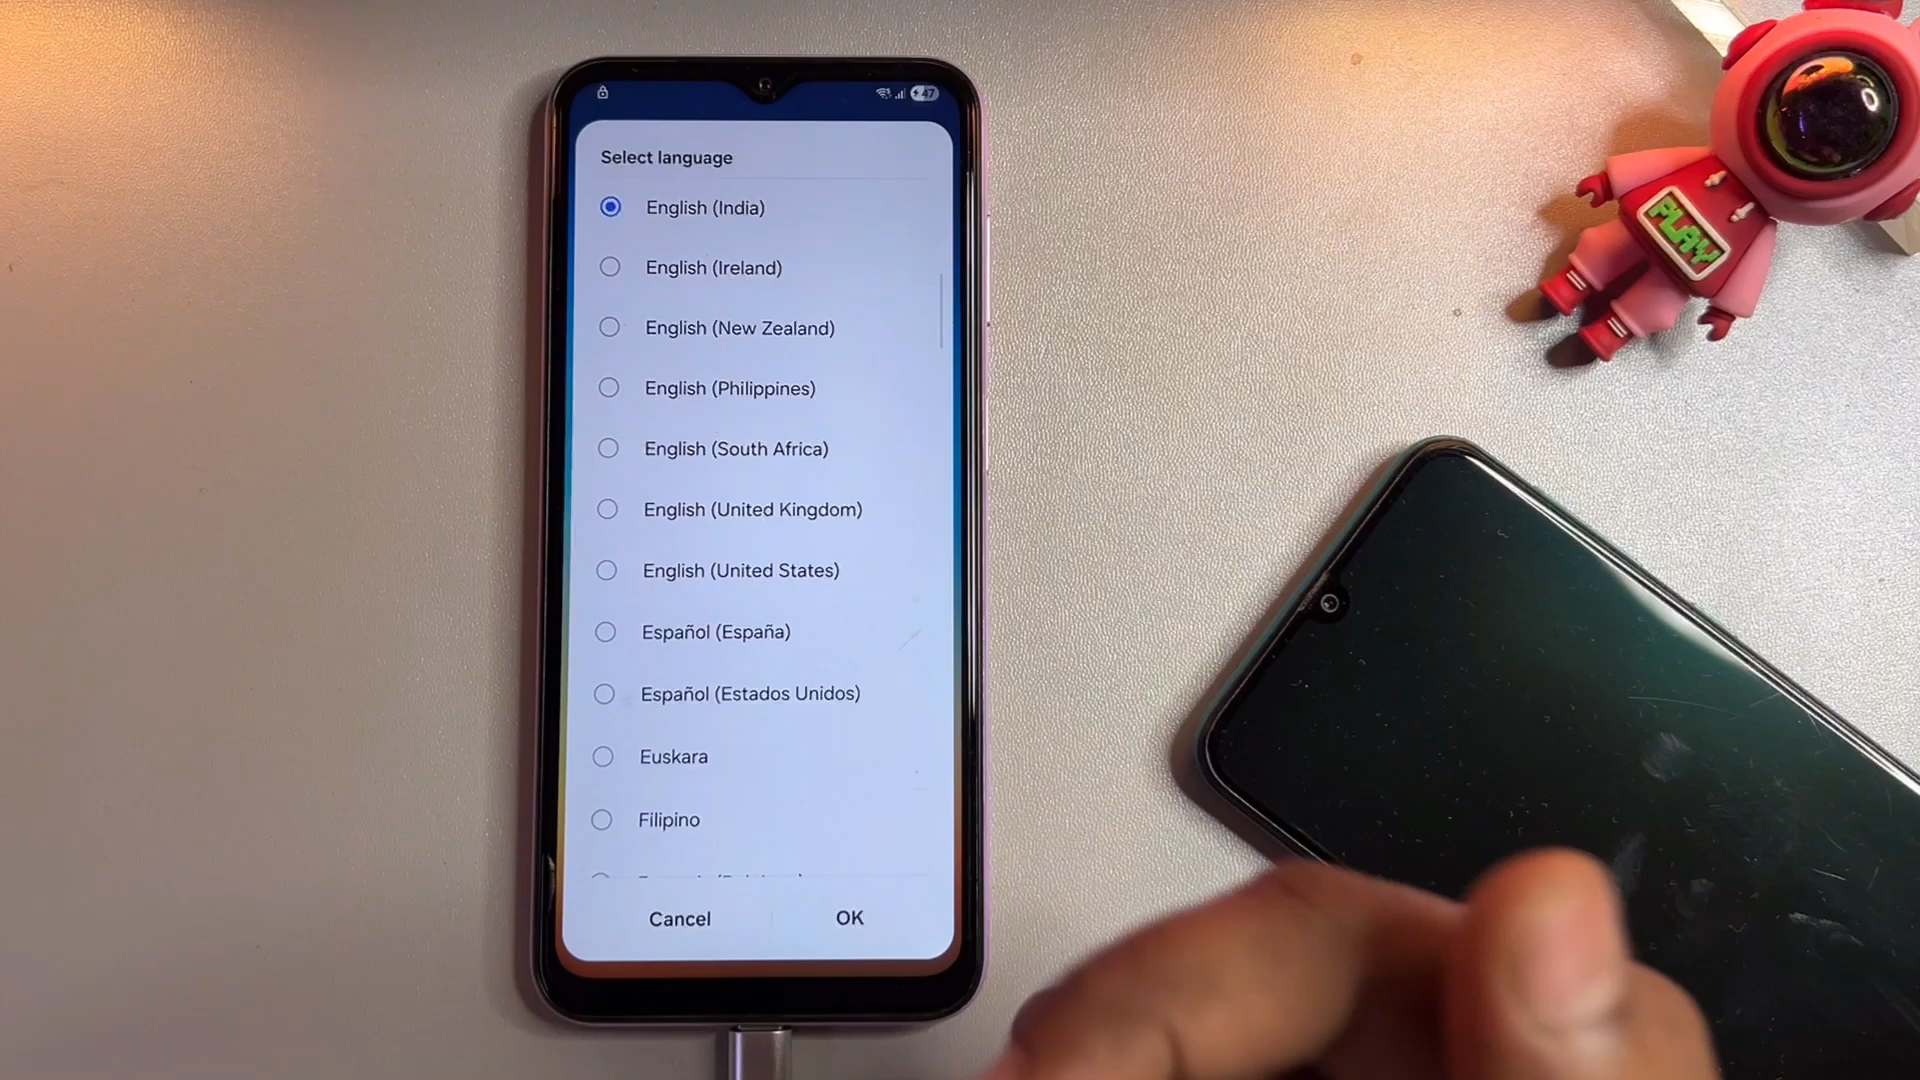 47
Select language
English (India)
English (Ireland)
English (New Zealand)
English (Philippines)
English (South Africa)
English (United Kingdom)
English (United States)
Español (España)
Español (Estados Unidos)
Euskara
Filipino
Cancel
OK
PLAY